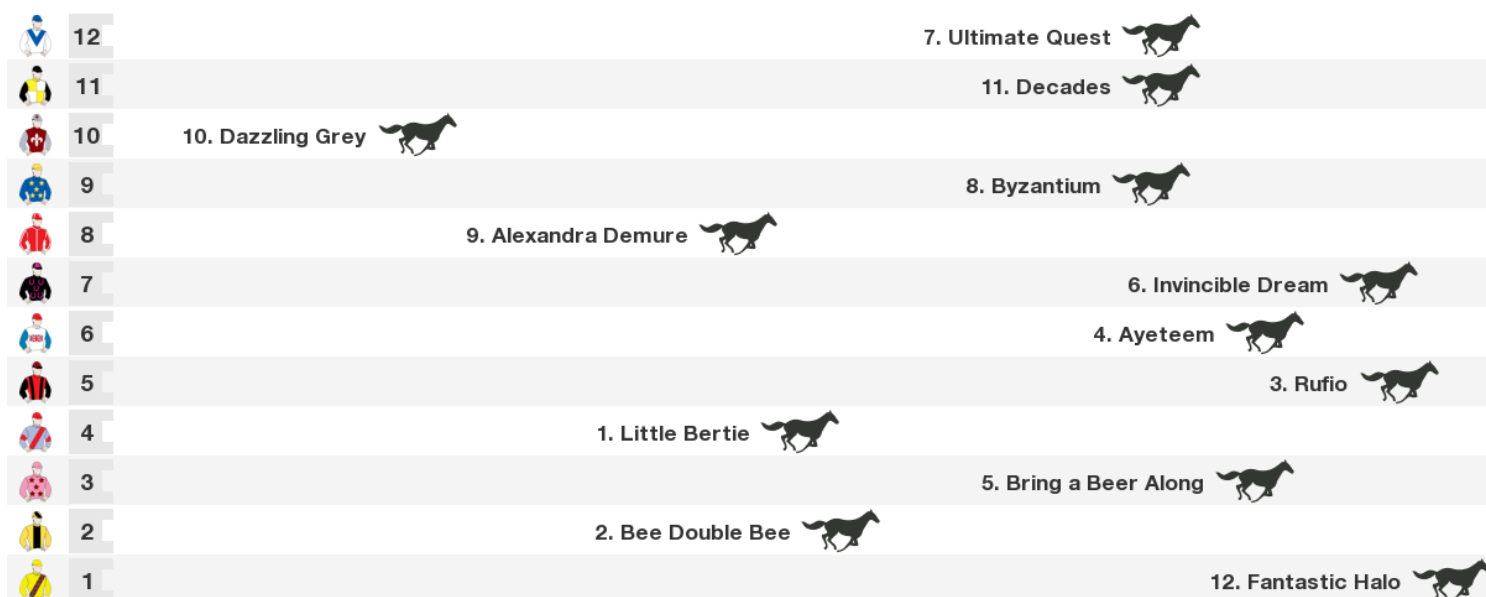 12 7. Ultimate Quest
11 11. Decades
10 10. Dazzling Grey
9 8. Byzantium
8 9. Alexandra Demure
7 6. Invincible Dream
6 4. Ayeteem
5 3. Rufio
4 1. Little Bertie
3 5. Bring a Beer Along
2 2. Bee Double Bee
1 12. Fantastic Halo